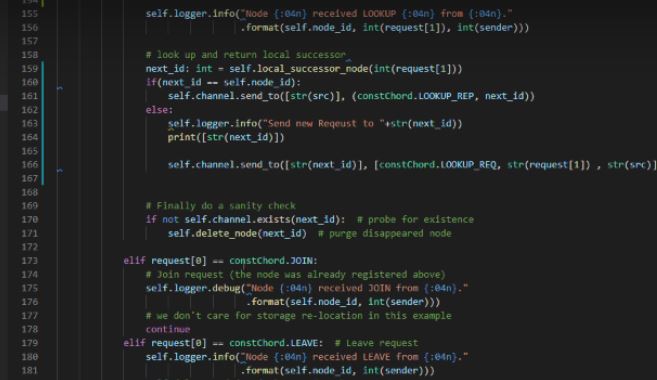 154
155 self.logger.info("Node {:04n} received LOOKUP {:04n} from {:04n}."
156 .format(self.node_id, int(request[1]), int(sender)))
157
158 # look up and return local successor
159 next_id: int = self.local_successor_node(int(request[1]))
160 if(next_id == self.node_id):
161 self.channel.send_to([str(src)], (constChord.LOOKUP_REP, next_id))
162 else:
163 self.logger.info("Send new Reqeust to "+str(next_id))
164 print([str(next_id)])
165
166 self.channel.send_to([str(next_id)], [constChord.LOOKUP_REQ, str(request[1]) , str(src)]
167
168
169 # Finally do a sanity check
170 if not self.channel.exists(next_id): # probe for existence
171 self.delete_node(next_id) # purge disappeared node
172
173 elif request[0] == constChord.JOIN:
174 # Join request (the node was already registered above)
175 self.logger.debug("Node {:04n} received JOIN from {:04n}."
176 .format(self.node_id, int(sender)))
177 # we don't care for storage re-location in this example
178 continue
179 elif request[0] == constChord.LEAVE: # Leave request
180 self.logger.info("Node {:04n} received LEAVE from {:04n}."
181 .format(self.node_id, int(sender)))